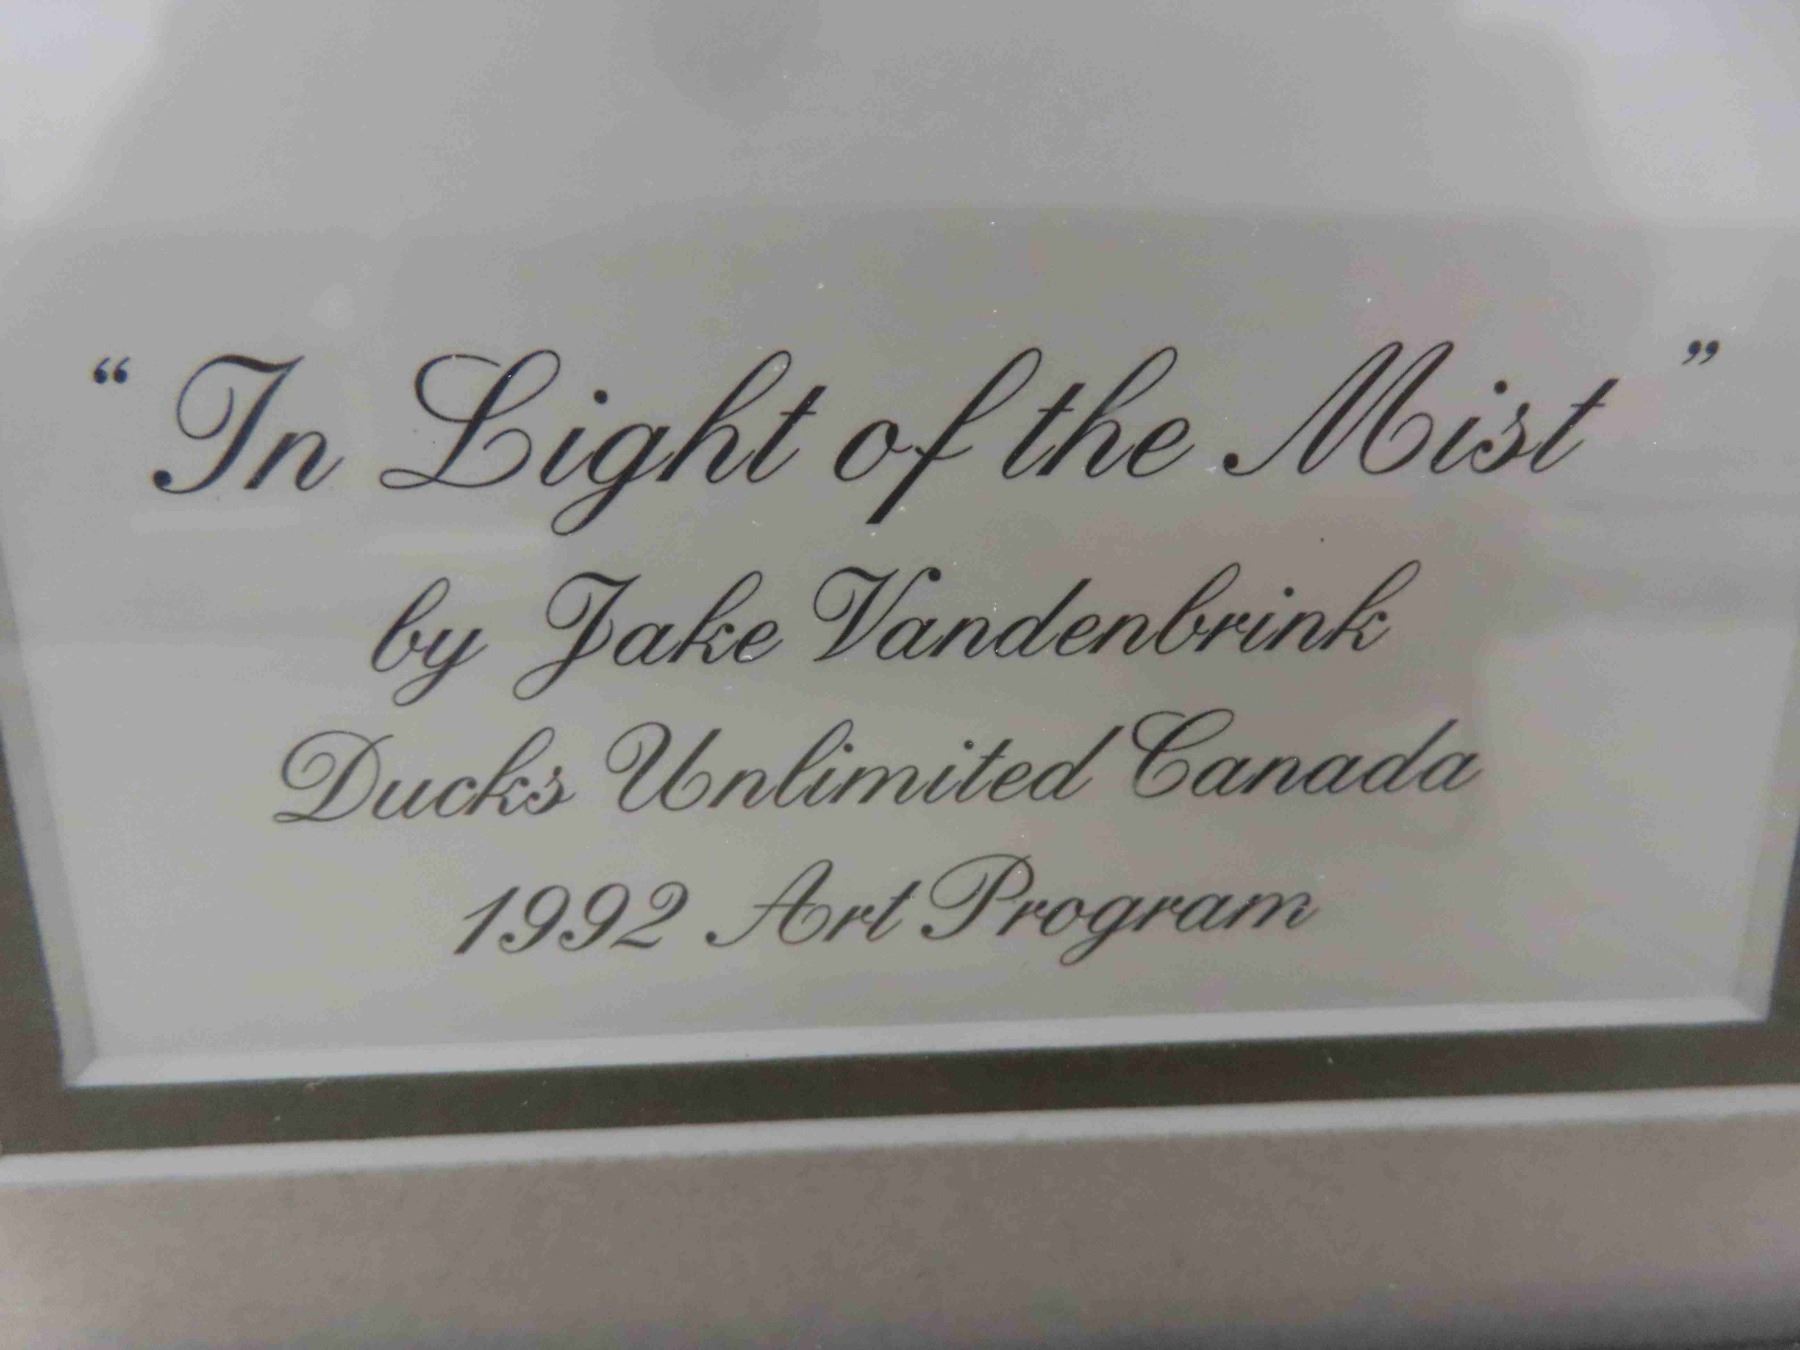 “ In Light of the Mist ”
by Jake Vandenbrink
Ducks Unlimited Canada
1992 Art Program